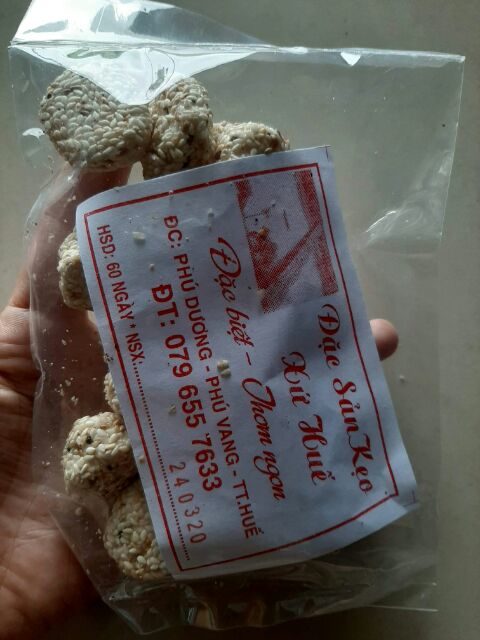 Đặc Sản Kẹo
Xứ Huế
Đặc biệt - Thơm ngon
ĐC: PHÚ DƯƠNG - PHÚ VANG - TT.HUẾ
ĐT: 079 655 7633
HSD: 60 NGÀY * NSX:.................
240320